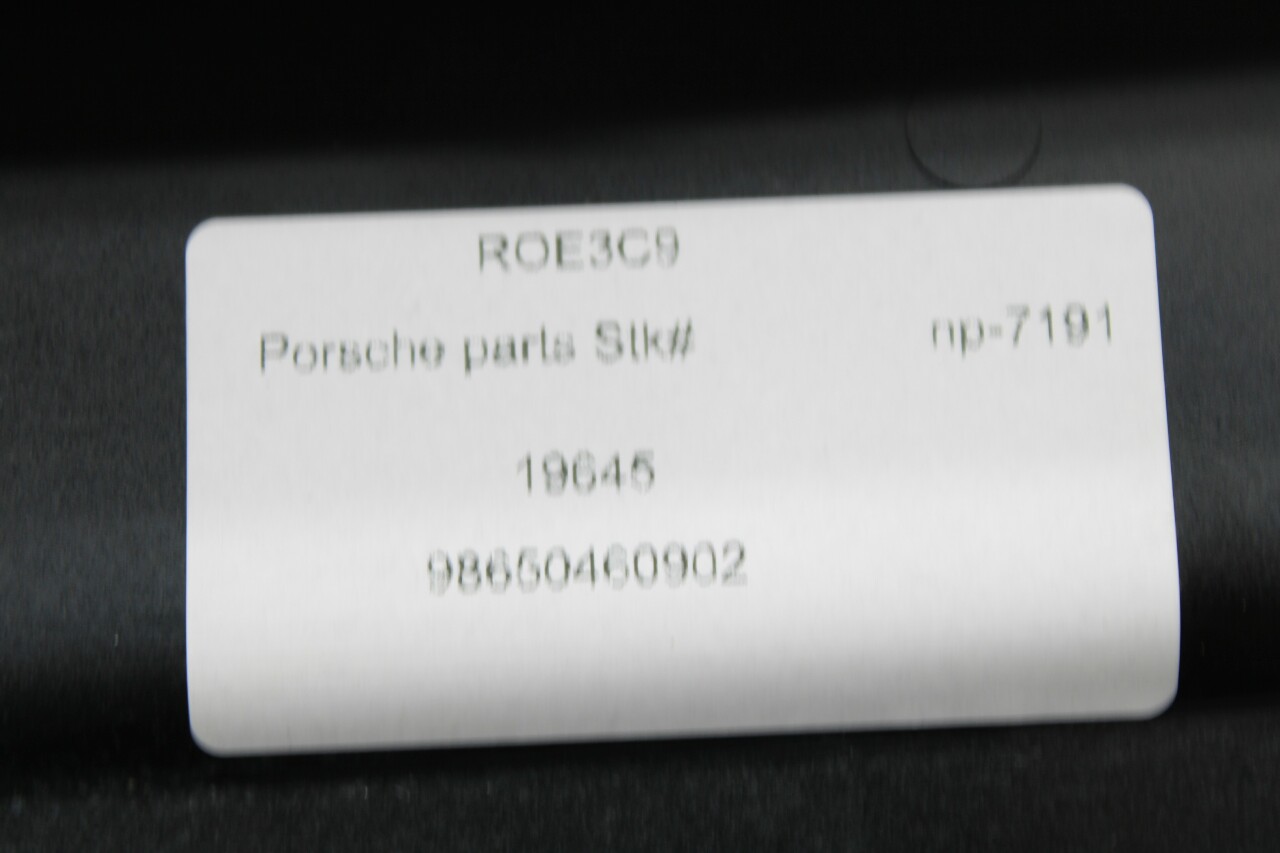 ROE3C9
Porsche parts Stk# np-7191
19645
98650460902